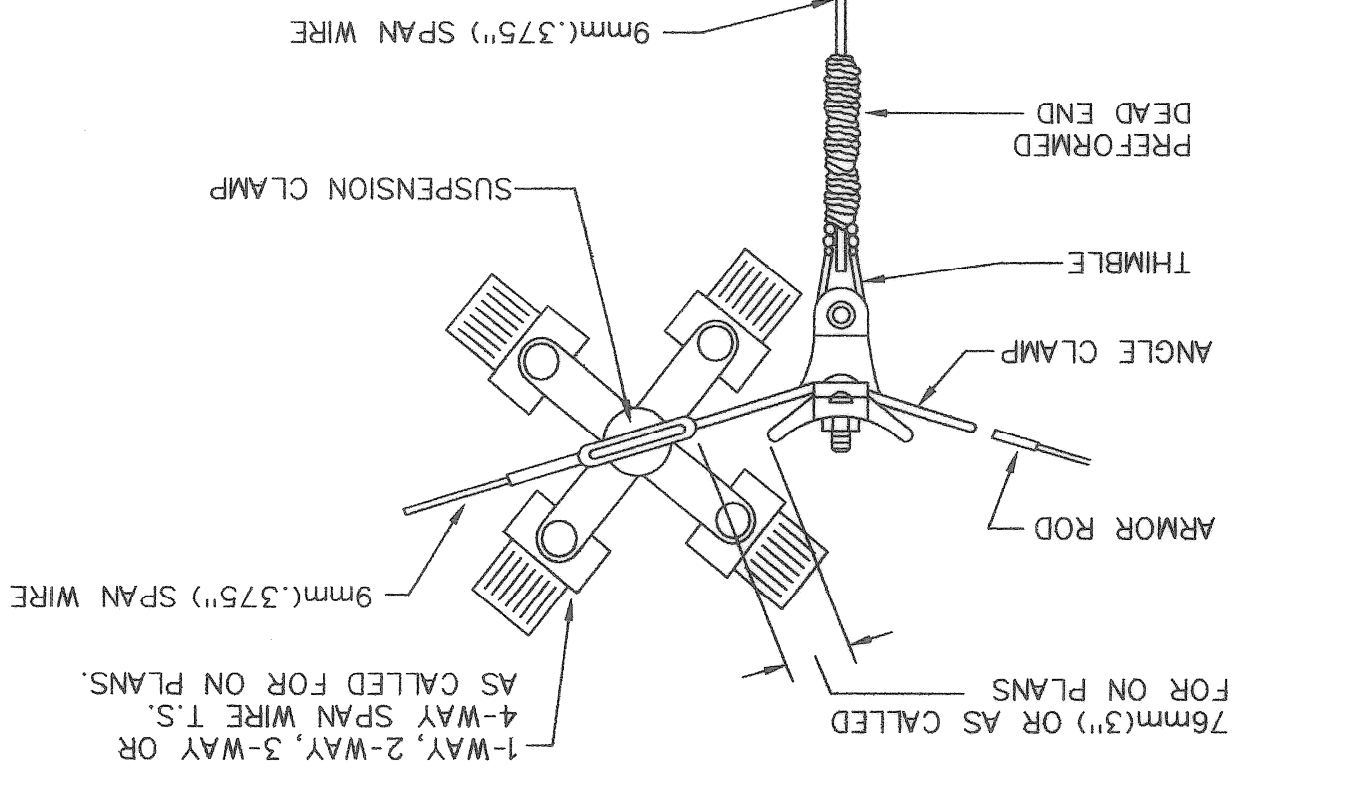 76mm(3") OR AS CALLED
FOR ON PLANS
1-WAY, 2-WAY, 3-WAY OR
4-WAY SPAN WIRE T.S.
AS CALLED FOR ON PLANS.
9mm(.375") SPAN WIRE
ARMOR ROD
ANGLE CLAMP
THIMBLE
SUSPENSION CLAMP
PREFORMED
DEAD END
9mm(.375") SPAN WIRE